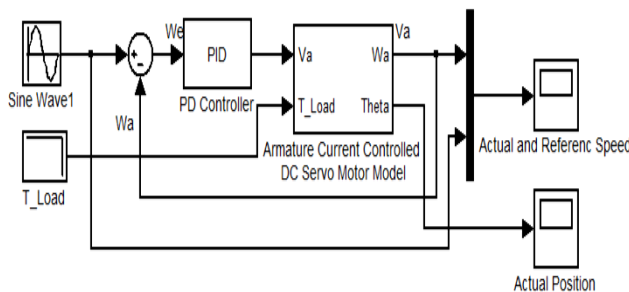 We
Va
PID
Va
Wa
Sine Wave1
PD Controller
T_Load
Theta
Wa
Armature Current Controlled
DC Servo Motor Model
Actual and Referenc Speed
T_Load
Actual Position